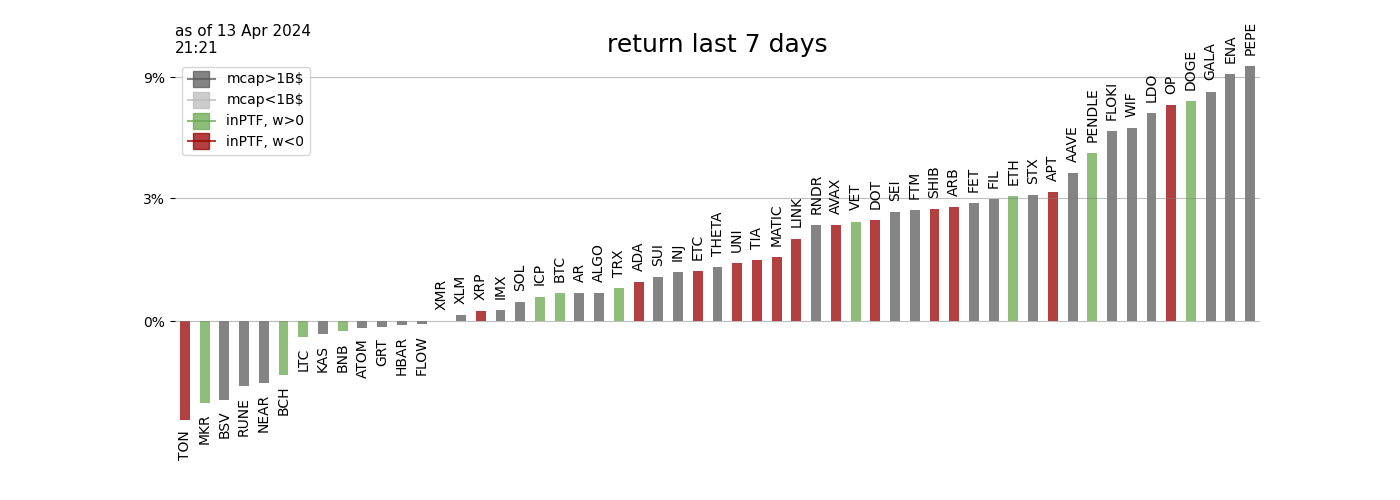 as of 13 Apr 2024
21:21
return last 7 days
mcap>1B$
mcap<1B$
inPTF, w>0
inPTF, w<0
9%
3%
0%
TON
MKR
BSV
RUNE
NEAR
BCH
LTC
KAS
BNB
ATOM
GRT
HBAR
FLOW
XMR
XLM
XRP
IMX
SOL
ICP
BTC
AR
ALGO
TRX
ADA
SUI
INJ
ETC
THETA
UNI
TIA
MATIC
LINK
RNDR
AVAX
VET
DOT
SEI
FTM
SHIB
ARB
FET
FIL
ETH
STX
APT
AAVE
PENDLE
FLOKI
WIF
LDO
OP
DOGE
GALA
ENA
PEPE